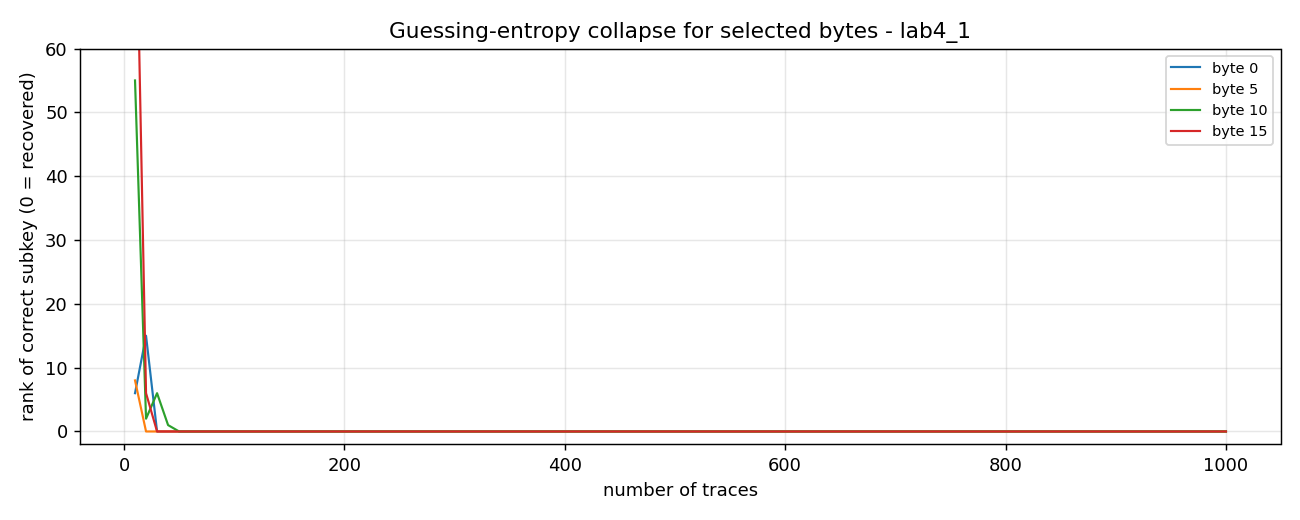 Guessing-entropy collapse for selected bytes - lab4_1
rank of correct subkey (0 = recovered)
60
50
40
30
20
10
0
byte 0
byte 5
byte 10
byte 15
0 200 400 600 800 1000
number of traces